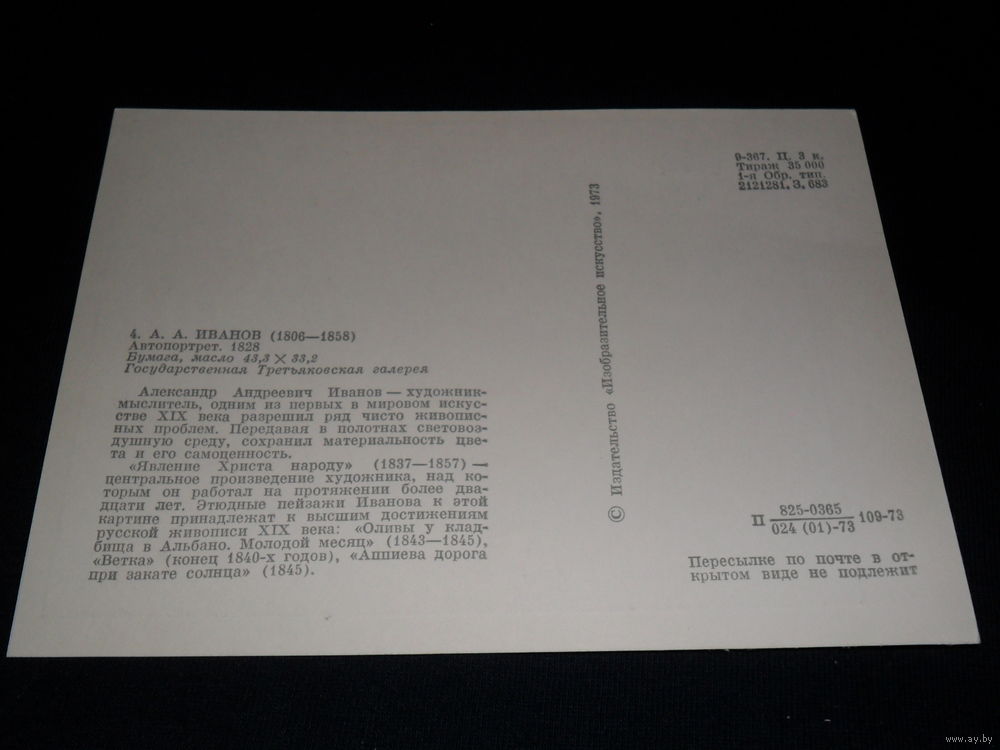 4. А. А. ИВАНОВ (1806—1858)
Автопортрет. 1828
Бумага, масло 43,3 × 33,2
Государственная Третьяковская галерея
Александр Андреевич Иванов — художник-
мыслитель, одним из первых в мировом искус-
стве XIX века разрешил ряд чисто живопис-
ных проблем. Передавая в полотнах световоз-
душную среду, сохранил материальность цве-
та и его самоценность.
«Явление Христа народу» (1837—1857) —
центральное произведение художника, над ко-
торым он работал на протяжении более два-
дцати лет. Этюдные пейзажи Иванова к этой
картине принадлежат к высшим достижениям
русской живописи XIX века: «Оливы у клад-
бища в Альбано. Молодой месяц» (1843—1845),
«Ветка» (конец 1840-х годов), «Аппиева дорога
при закате солнца» (1845).
© Издательство «Изобразительное искусство», 1973
9-367. Ц. 3 к.
Тираж 35 000
1-я Обр. тип.
2121281. З. 683
П 825-0365 109-73
024 (01)-73
Пересылке по почте в от-
крытом виде не подлежит
www.ay.by